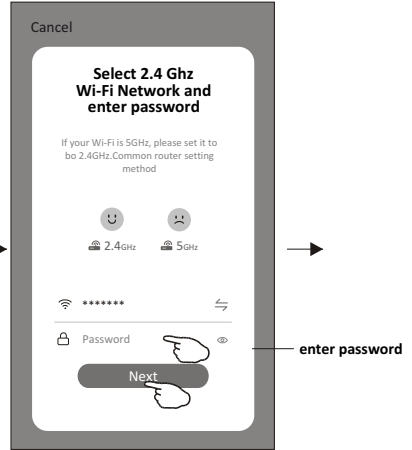 Cancel
Select 2.4 Ghz
Wi-Fi Network and
enter password
If your Wi-Fi is 5GHz, please set it to
bo 2.4GHz.Common router setting
method
2.4GHz 5GHz
*******
Password
enter password
Next